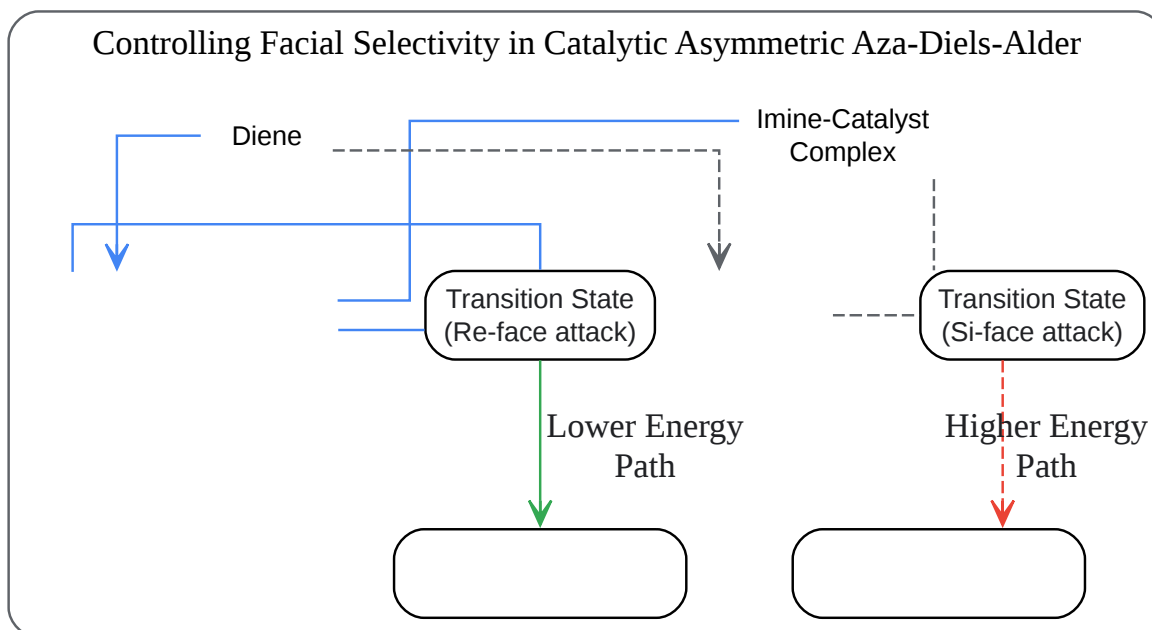 Controlling Facial Selectivity in Catalytic Asymmetric Aza-Diels-Alder
Diene
Imine-Catalyst
Complex
Transition State
(Re-face attack)
Transition State
(Si-face attack)
Lower Energy
Path
Higher Energy
Path